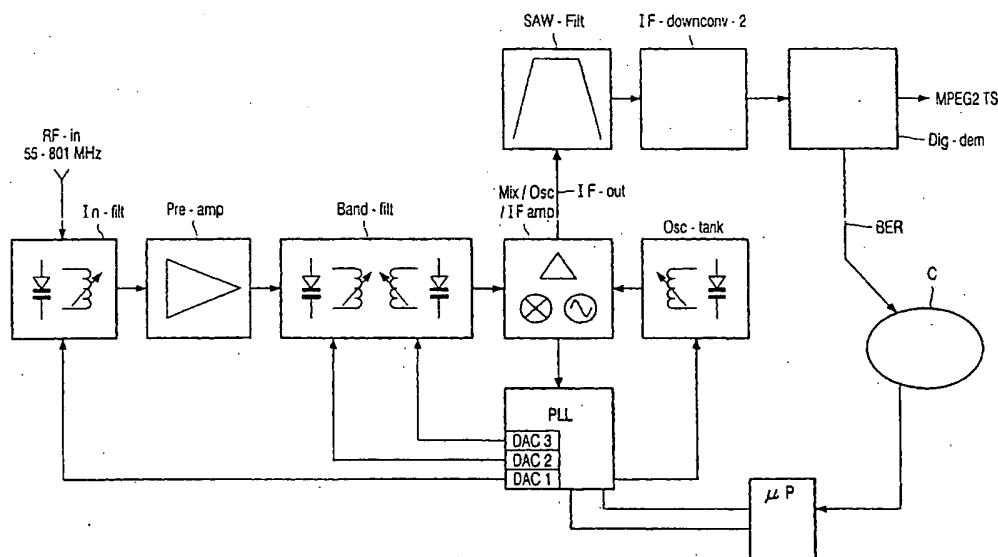 SAW - Filt
IF - downconv - 2
MPEG2 TS
Dig - dem
RF - in
55 - 801 MHz
In - filt
Pre - amp
Band - filt
Mix / Osc
/ IF amp
IF - out
Osc - tank
BER
C
PLL
DAC 3
DAC 2
DAC 1
μP